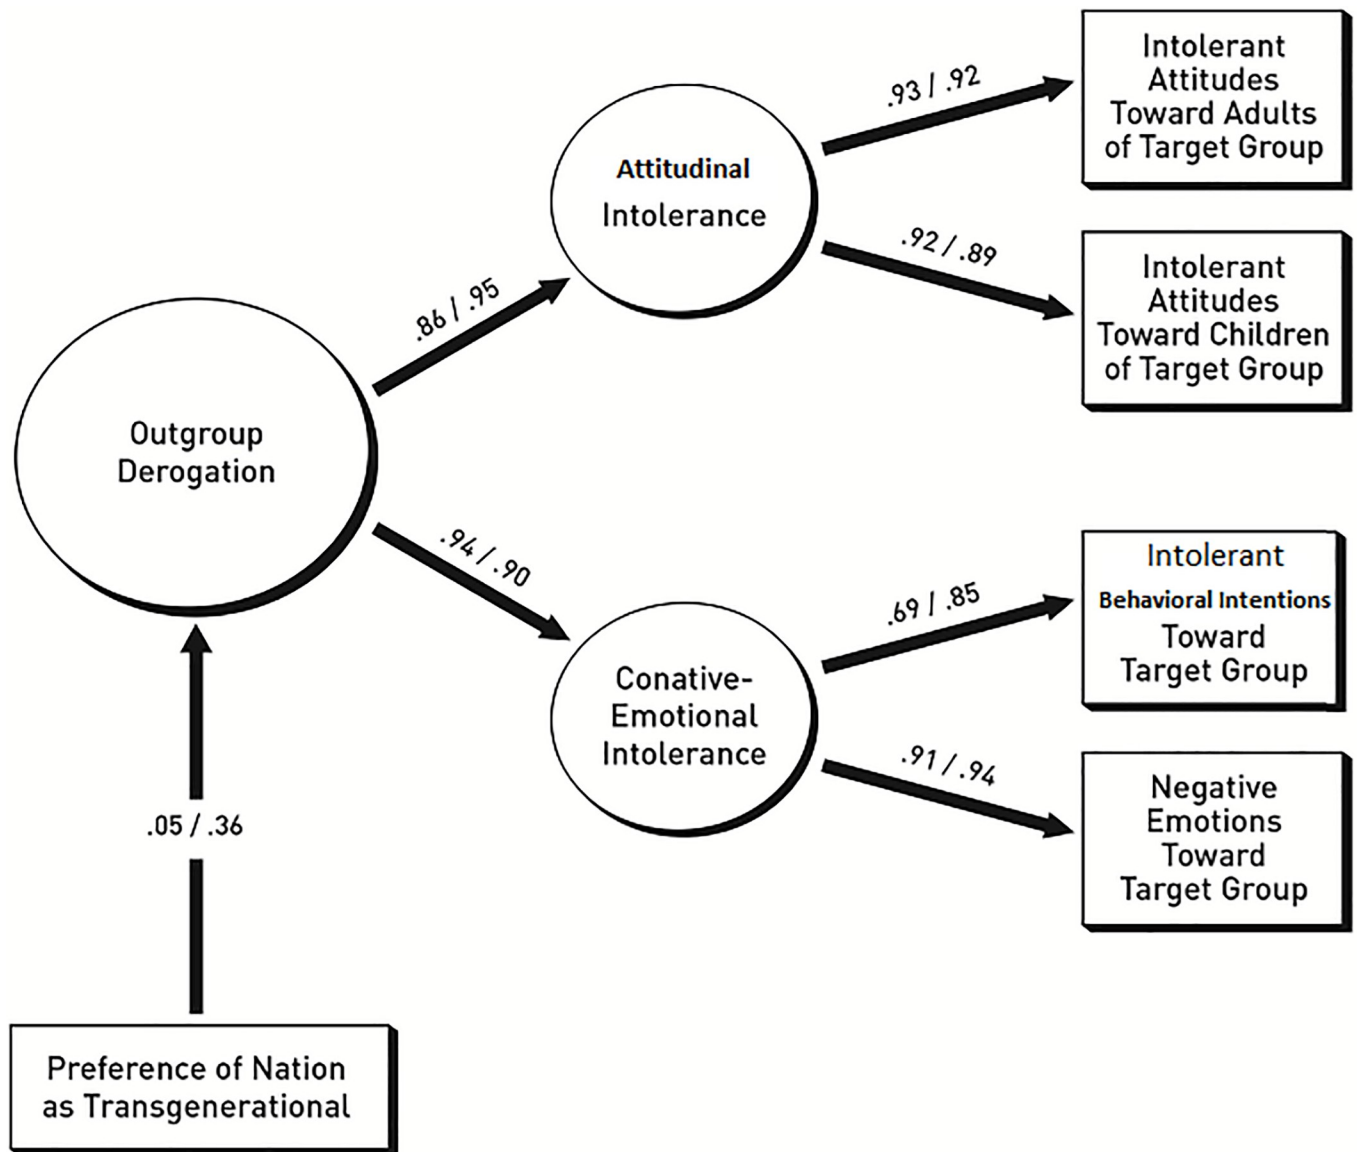 .93 / .92
Intolerant
Attitudes
Toward Adults
of Target Group
Attitudinal
Intolerance
.92 / .89
Intolerant
Attitudes
Toward Children
of Target Group
.86 / .95
Outgroup
Derogation
.94 / .90
.69 / .85
Intolerant
Behavioral Intentions
Toward
Target Group
Conative-
Emotional
Intolerance
.91 / .94
Negative
Emotions
Toward
Target Group
.05 / .36
Preference of Nation
as Transgenerational